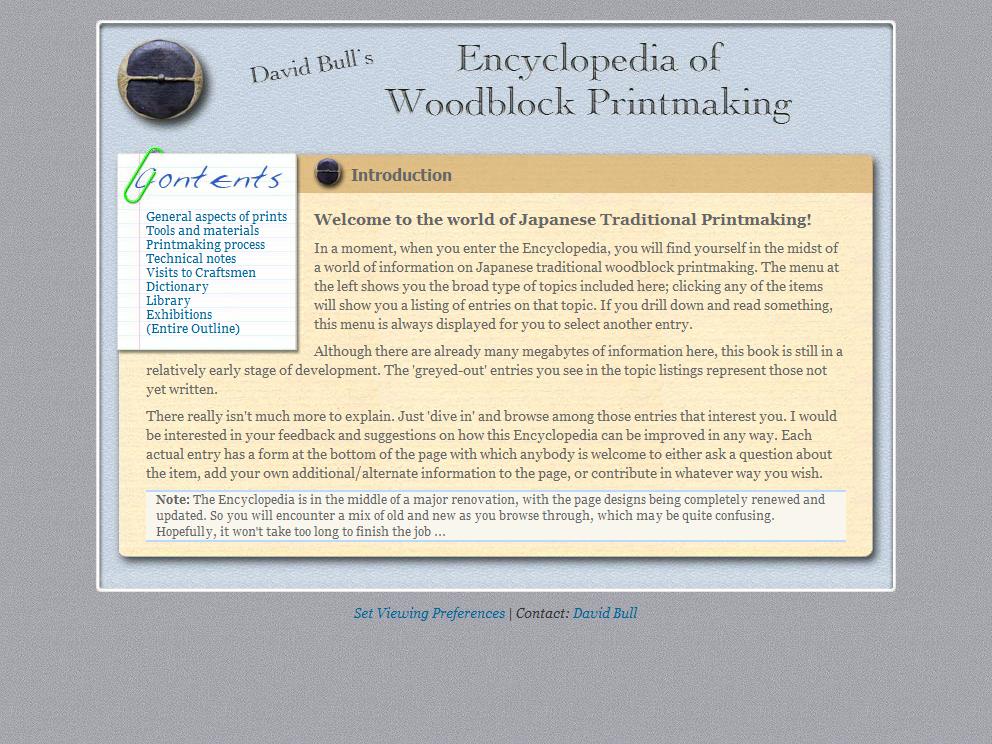 David Bull's
Encyclopedia of
Woodblock Printmaking
Contents
General aspects of prints
Tools and materials
Printmaking process
Technical notes
Visits to Craftsmen
Dictionary
Library
Exhibitions
(Entire Outline)
Introduction
Welcome to the world of Japanese Traditional Printmaking!
In a moment, when you enter the Encyclopedia, you will find yourself in the midst of
a world of information on Japanese traditional woodblock printmaking. The menu at
the left shows you the broad type of topics included here; clicking any of the items
will show you a listing of entries on that topic. If you drill down and read something,
this menu is always displayed for you to select another entry.
Although there are already many megabytes of information here, this book is still in a
relatively early stage of development. The 'greyed-out' entries you see in the topic listings represent those not
yet written.
There really isn't much more to explain. Just 'dive in' and browse among those entries that interest you. I would
be interested in your feedback and suggestions on how this Encyclopedia can be improved in any way. Each
actual entry has a form at the bottom of the page with which anybody is welcome to either ask a question about
the item, add your own additional/alternate information to the page, or contribute in whatever way you wish.
Note: The Encyclopedia is in the middle of a major renovation, with the page designs being completely renewed and
updated. So you will encounter a mix of old and new as you browse through, which may be quite confusing.
Hopefully, it won't take too long to finish the job ...
Set Viewing Preferences | Contact: David Bull